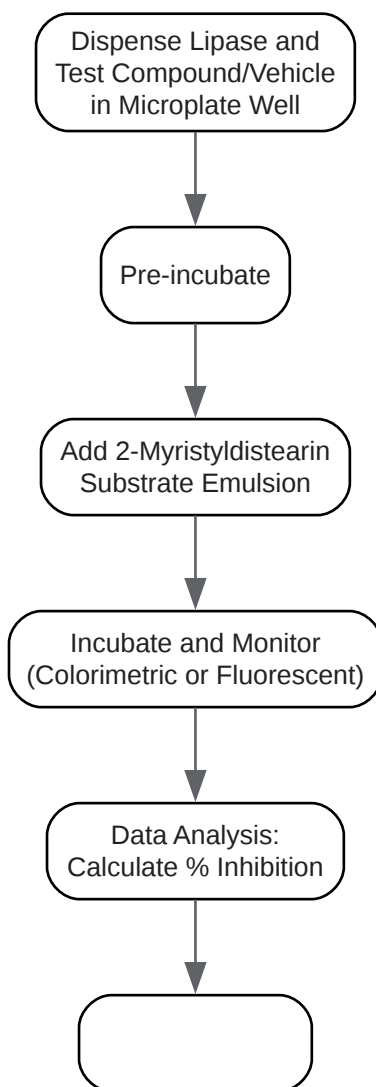 Dispense Lipase and
Test Compound/Vehicle
in Microplate Well
Pre-incubate
Add 2-Myristyldistearin
Substrate Emulsion
Incubate and Monitor
(Colorimetric or Fluorescent)
Data Analysis:
Calculate % Inhibition